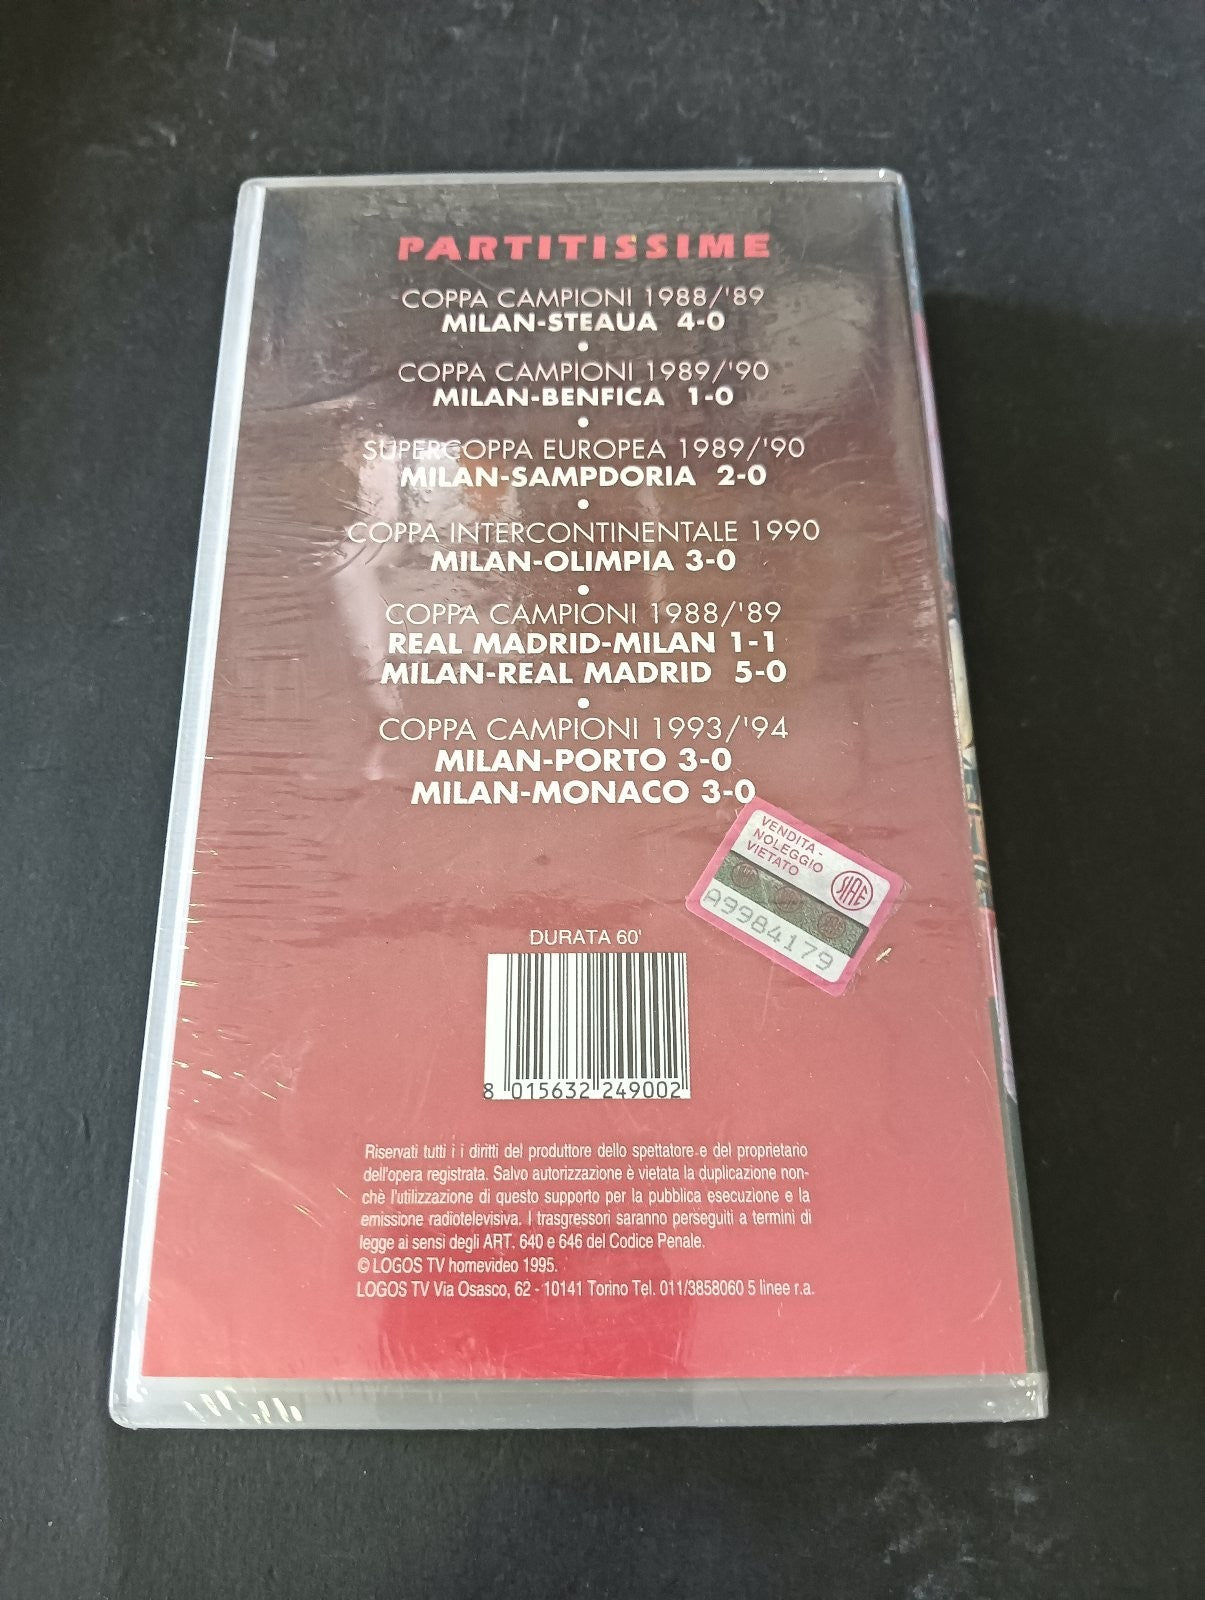 PARTITISSIME
COPPA CAMPIONI 1988/'89
MILAN-STEAUA 4-0
•
COPPA CAMPIONI 1989/'90
MILAN-BENFICA 1-0
•
SUPERCOPPA EUROPEA 1989/'90
MILAN-SAMPDORIA 2-0
•
COPPA INTERCONTINENTALE 1990
MILAN-OLIMPIA 3-0
•
COPPA CAMPIONI 1988/'89
REAL MADRID-MILAN 1-1
MILAN-REAL MADRID 5-0
•
COPPA CAMPIONI 1993/'94
MILAN-PORTO 3-0
MILAN-MONACO 3-0
VENDITA-
NOLEGGIO
VIETATO
SIAE
A9984179
DURATA 60'
8 015632 249002
Riservati tutti i i diritti del produttore dello spettatore e del proprietario
dell'opera registrata. Salvo autorizzazione è vietata la duplicazione non-
chè l'utilizzazione di questo supporto per la pubblica esecuzione e la
emissione radiotelevisiva. I trasgressori saranno perseguiti a termini di
legge ai sensi degli ART. 640 e 646 del Codice Penale.
© LOGOS TV homevideo 1995.
LOGOS TV Via Osasco, 62 - 10141 Torino Tel. 011/3858060 5 linee r.a.